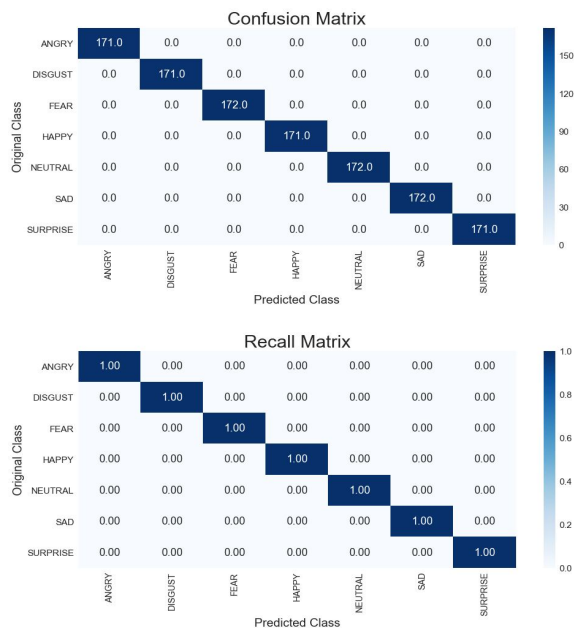 Confusion Matrix
ANGRY 171.0 0.0 0.0 0.0 0.0 0.0 0.0
DISGUST 0.0 171.0 0.0 0.0 0.0 0.0 0.0
FEAR 0.0 0.0 172.0 0.0 0.0 0.0 0.0
HAPPY 0.0 0.0 0.0 171.0 0.0 0.0 0.0
NEUTRAL 0.0 0.0 0.0 0.0 172.0 0.0 0.0
SAD 0.0 0.0 0.0 0.0 0.0 172.0 0.0
SURPRISE 0.0 0.0 0.0 0.0 0.0 0.0 171.0
Original Class
ANGRY DISGUST FEAR HAPPY NEUTRAL SAD SURPRISE
Predicted Class
150
120
90
60
30
0
Recall Matrix
ANGRY 1.00 0.00 0.00 0.00 0.00 0.00 0.00
DISGUST 0.00 1.00 0.00 0.00 0.00 0.00 0.00
FEAR 0.00 0.00 1.00 0.00 0.00 0.00 0.00
HAPPY 0.00 0.00 0.00 1.00 0.00 0.00 0.00
NEUTRAL 0.00 0.00 0.00 0.00 1.00 0.00 0.00
SAD 0.00 0.00 0.00 0.00 0.00 1.00 0.00
SURPRISE 0.00 0.00 0.00 0.00 0.00 0.00 1.00
Original Class
ANGRY DISGUST FEAR HAPPY NEUTRAL SAD SURPRISE
Predicted Class
1.0
0.8
0.6
0.4
0.2
0.0